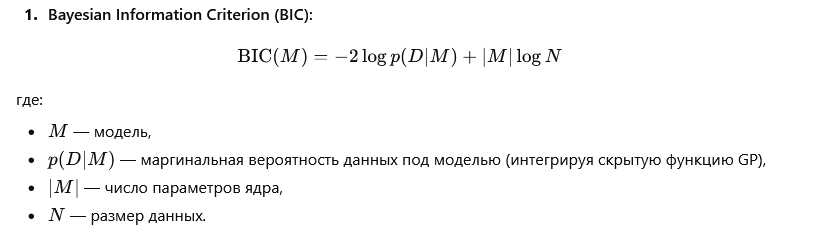 1. Bayesian Information Criterion (BIC):
BIC(M) = −2 log p(D|M) + |M| log N
где:
• M — модель,
• p(D|M) — маргинальная вероятность данных под моделью (интегрируя скрытую функцию GP),
• |M| — число параметров ядра,
• N — размер данных.